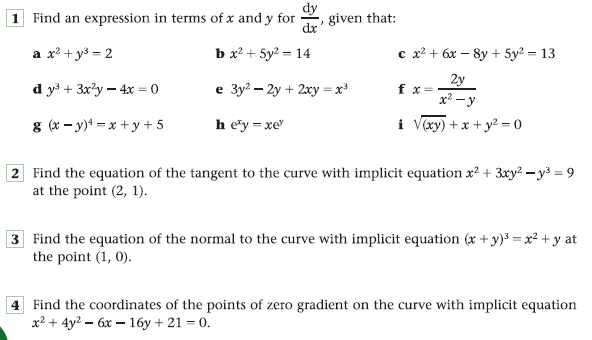 1 Find an expression in terms of x and y for dy/dx, given that:
a x² + y³ = 2 b x² + 5y² = 14 c x² + 6x − 8y + 5y² = 13
d y³ + 3x²y − 4x = 0 e 3y² − 2y + 2xy = x³ f x = 2y/(x² − y)
g (x − y)⁴ = x + y + 5 h eˣy = xeʸ i √(xy) + x + y² = 0
2 Find the equation of the tangent to the curve with implicit equation x² + 3xy² − y³ = 9
at the point (2, 1).
3 Find the equation of the normal to the curve with implicit equation (x + y)³ = x² + y at
the point (1, 0).
4 Find the coordinates of the points of zero gradient on the curve with implicit equation
x² + 4y² − 6x − 16y + 21 = 0.